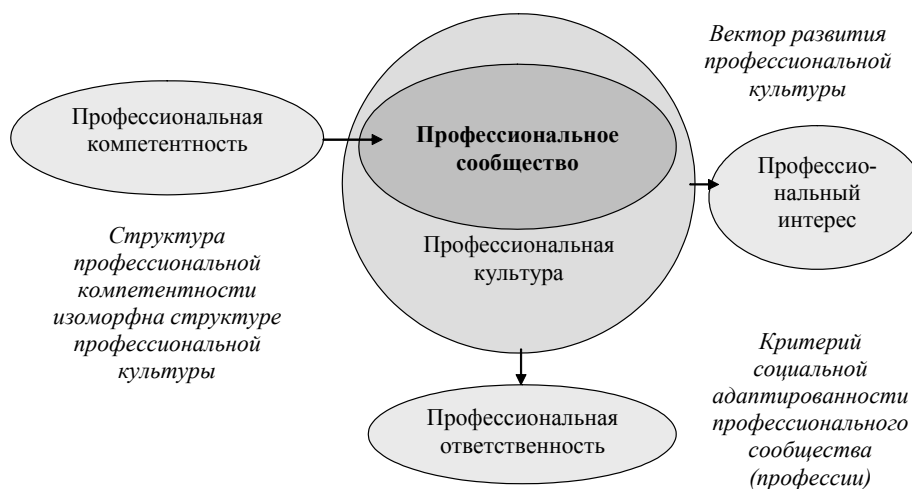 Вектор развития
профессиональной
культуры
Профессиональная
компетентность
Профессиональное
сообщество
Профессио-
нальный
интерес
Профессиональная
культура
Структура
профессиональной
компетентности
изоморфна структуре
профессиональной
культуры
Критерий
социальной
адаптированности
профессионального
сообщества
(профессии)
Профессиональная
ответственность